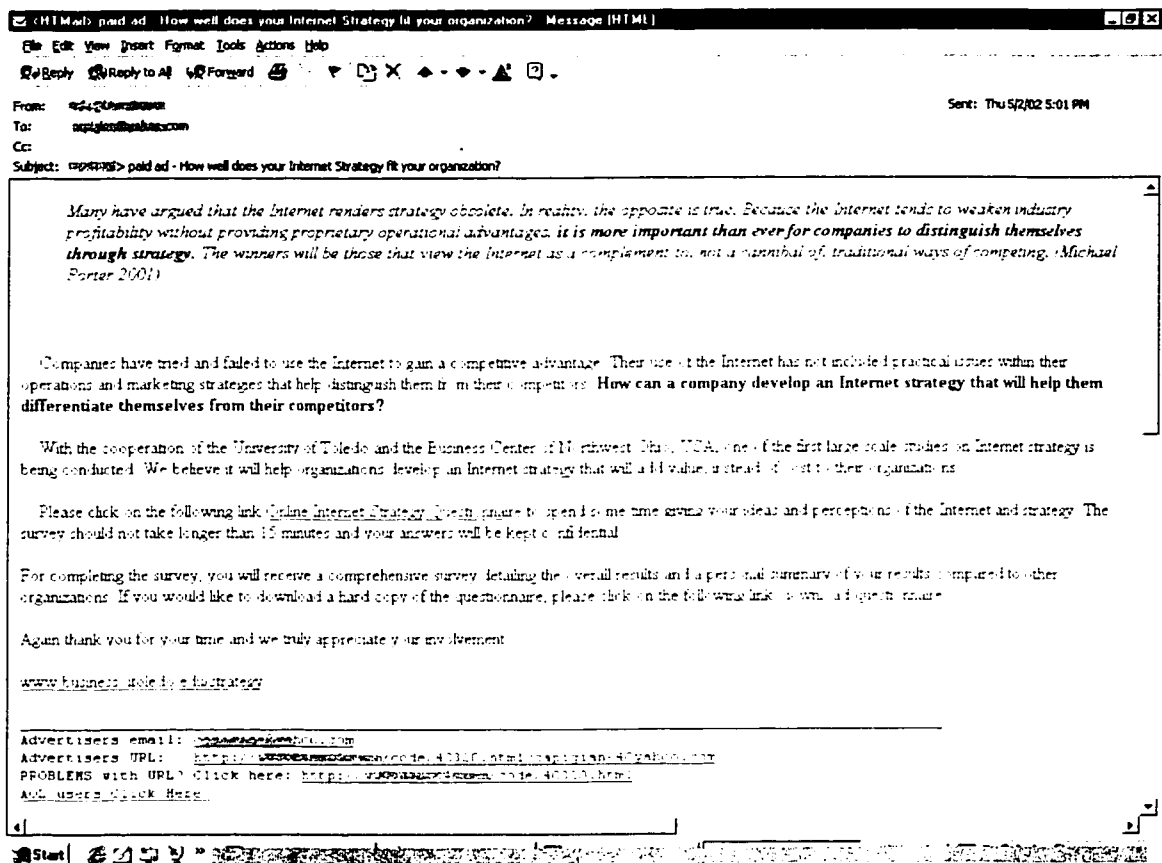 <HTMail> paid ad How well does your Internet Strategy fit your organization? Message (HTML)
File Edit View Insert Format Tools Actions Help
Reply Reply to All Forward
From: Sent: Thu 5/2/02 5:01 PM
To:
Cc:
Subject: > paid ad - How well does your Internet Strategy fit your organization?
Many have argued that the Internet renders strategy obsolete. In reality, the opposite is true. Because the Internet tends to weaken industry
profitability without providing proprietary operational advantages, it is more important than ever for companies to distinguish themselves
through strategy. The winners will be those that view the Internet as a complement to, not a cannibal of, traditional ways of competing. (Michael
Porter 2001)
Companies have tried and failed to use the Internet to gain a competitive advantage. Their use of the Internet has not included practical issues within their
operations and marketing strategies that help distinguish them from their competitors. How can a company develop an Internet strategy that will help them
differentiate themselves from their competitors?
With the cooperation of the University of Toledo and the Business Center of Northwest Ohio, USA, one of the first large scale studies on Internet strategy is
being conducted. We believe it will help organizations develop an Internet strategy that will add value, instead of cost to their organizations
Please click on the following link Online Internet Strategy Questionnaire to spend some time giving your ideas and perceptions of the Internet and strategy. The
survey should not take longer than 15 minutes and your answers will be kept confidential
For completing the survey, you will receive a comprehensive survey detailing the overall results and a personal summary of your results compared to other
organizations. If you would like to download a hard copy of the questionnaire, please click on the following link download questionnaire
Again thank you for your time and we truly appreciate your involvement
www.business.utoledo.edu/strategy
Advertisers email:
Advertisers URL: http://
PROBLEMS with URL? Click here: http://
AOL users Click Here
Start